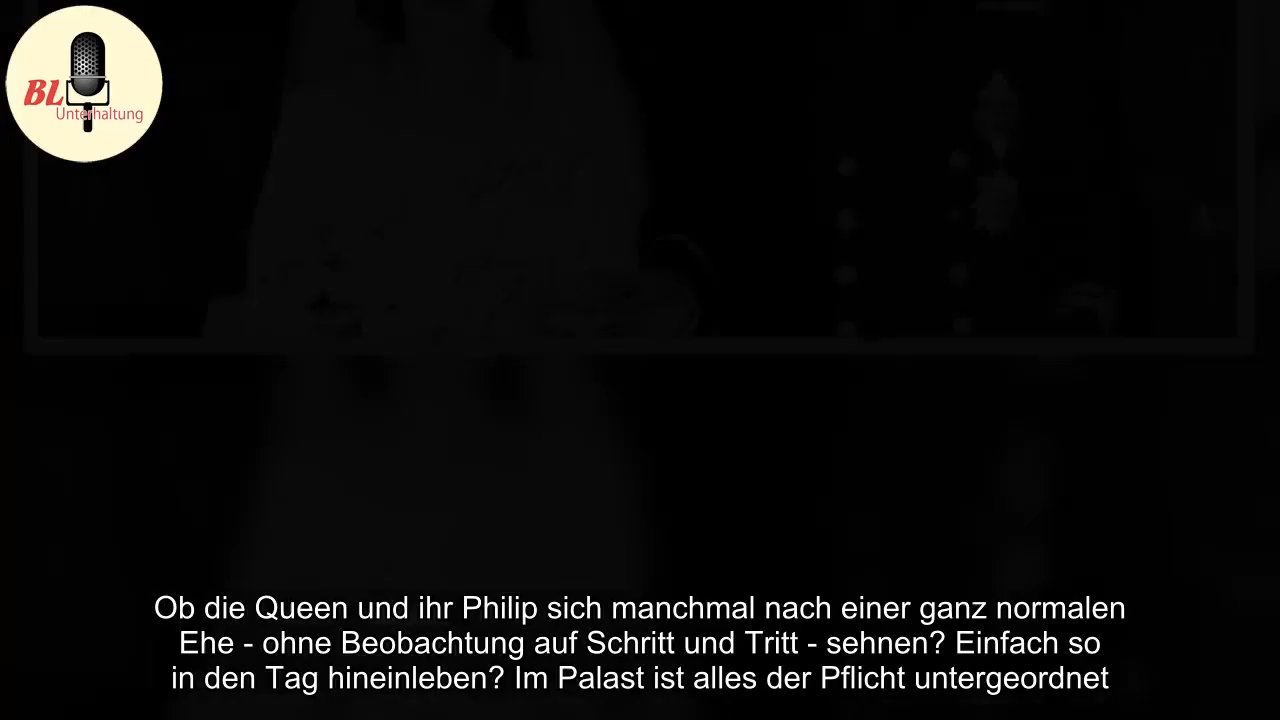 BL
Unterhaltung
Ob die Queen und ihr Philip sich manchmal nach einer ganz normalen
Ehe - ohne Beobachtung auf Schritt und Tritt - sehnen? Einfach so
in den Tag hineinleben? Im Palast ist alles der Pflicht untergeordnet